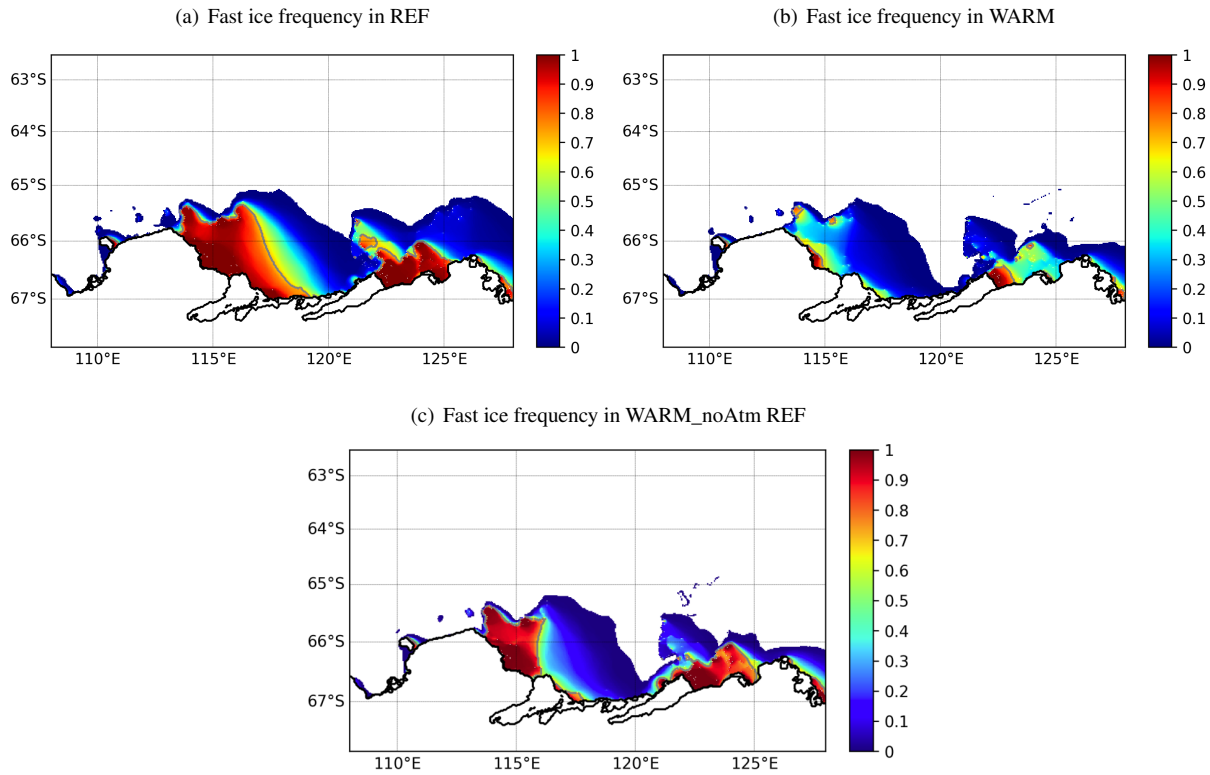 (a) Fast ice frequency in REF
(b) Fast ice frequency in WARM
63°S
64°S
65°S
66°S
67°S
110°E
115°E
120°E
125°E
1
0.9
0.8
0.7
0.6
0.5
0.4
0.3
0.2
0.1
0
63°S
64°S
65°S
66°S
67°S
110°E
115°E
120°E
125°E
1
0.9
0.8
0.7
0.6
0.5
0.4
0.3
0.2
0.1
0
(c) Fast ice frequency in WARM_noAtm REF
63°S
64°S
65°S
66°S
67°S
110°E
115°E
120°E
125°E
1
0.9
0.8
0.7
0.6
0.5
0.4
0.3
0.2
0.1
0